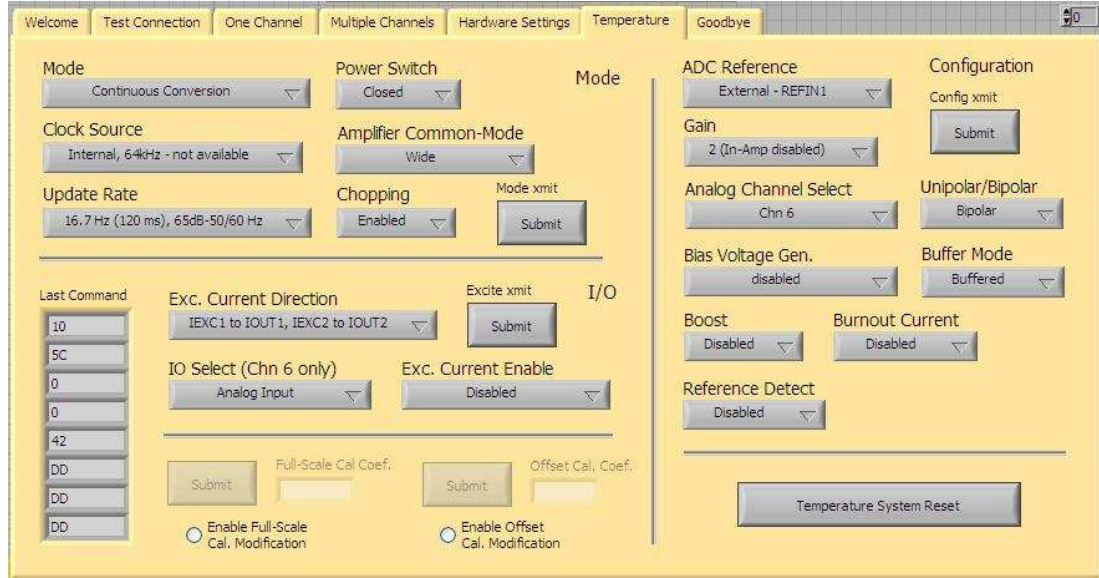 Welcome Test Connection One Channel Multiple Channels Hardware Settings Temperature Goodbye
0
Mode
Continuous Conversion
Power Switch
Closed
Mode
Clock Source
Internal, 64kHz - not available
Amplifier Common-Mode
Wide
Update Rate
16.7 Hz (120 ms), 65dB-50/60 Hz
Chopping
Enabled
Mode xmit
Submit
Last Command
10
5C
0
0
42
DD
DD
DD
Exc. Current Direction
IEXC1 to IOUT1, IEXC2 to IOUT2
Excite xmit
Submit
I/O
IO Select (Chn 6 only)
Analog Input
Exc. Current Enable
Disabled
Submit
Full-Scale Cal Coef.
Submit
Offset Cal. Coef.
Enable Full-Scale
Cal. Modification
Enable Offset
Cal. Modification
ADC Reference
External - REFIN1
Configuration
Config xmit
Submit
Gain
2 (In-Amp disabled)
Analog Channel Select
Chn 6
Unipolar/Bipolar
Bipolar
Bias Voltage Gen.
disabled
Buffer Mode
Buffered
Boost
Disabled
Burnout Current
Disabled
Reference Detect
Disabled
Temperature System Reset